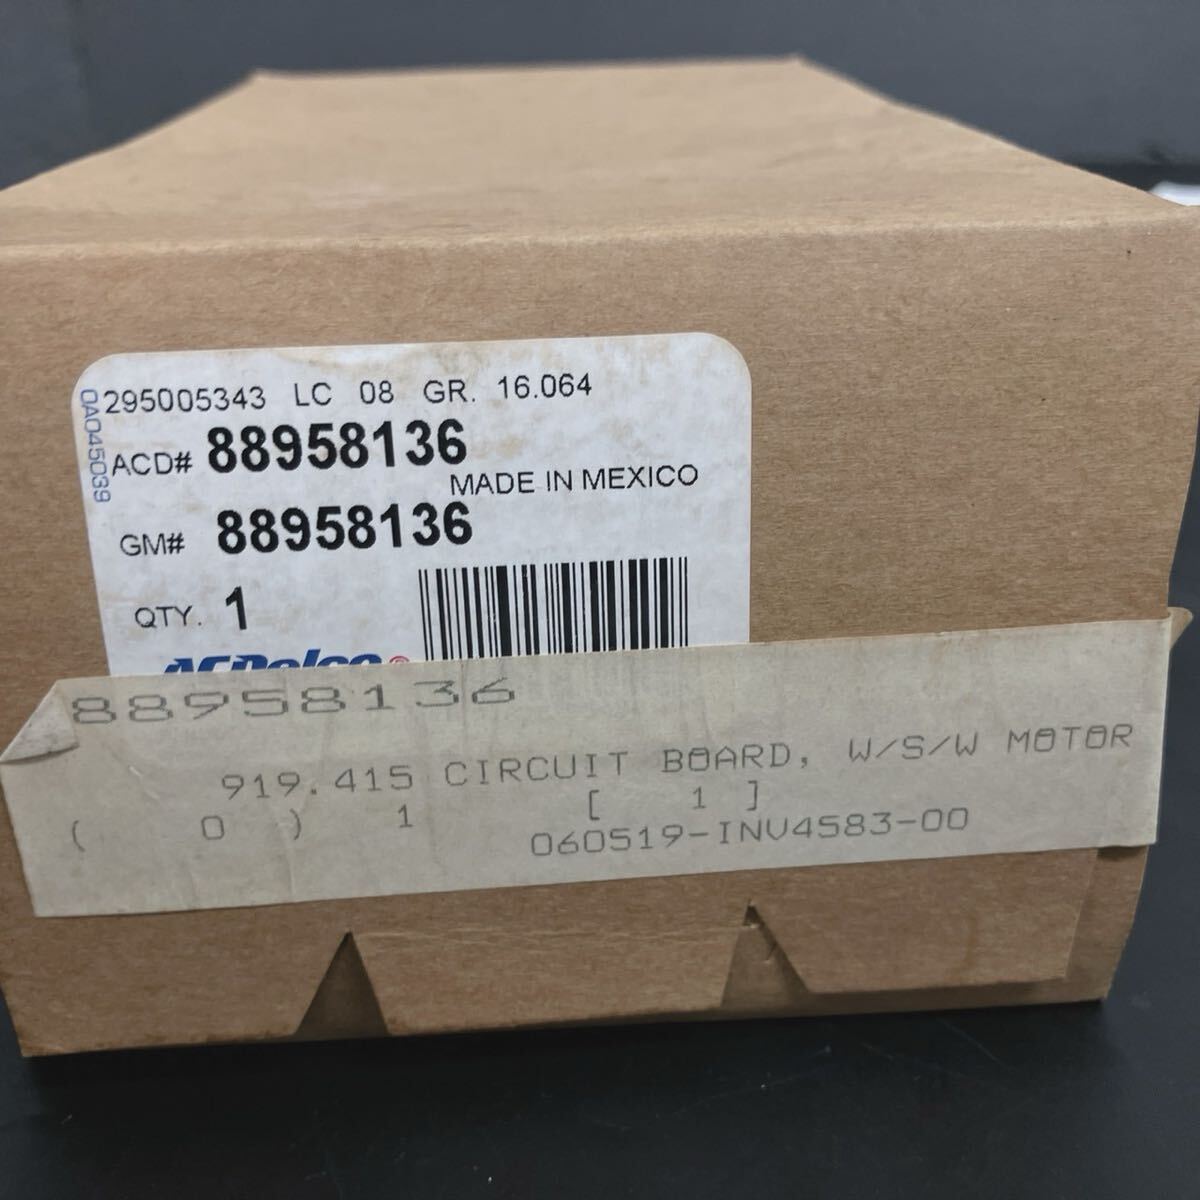 295005343 LC 08 GR. 16.064
0A045039
ACD# 88958136
MADE IN MEXICO
GM# 88958136
QTY. 1
ACDelco ®
88958136
919.415 CIRCUIT BOARD, W/S/W MOTOR
( 0 ) 1 [ 1 ]
060519-INV4583-00